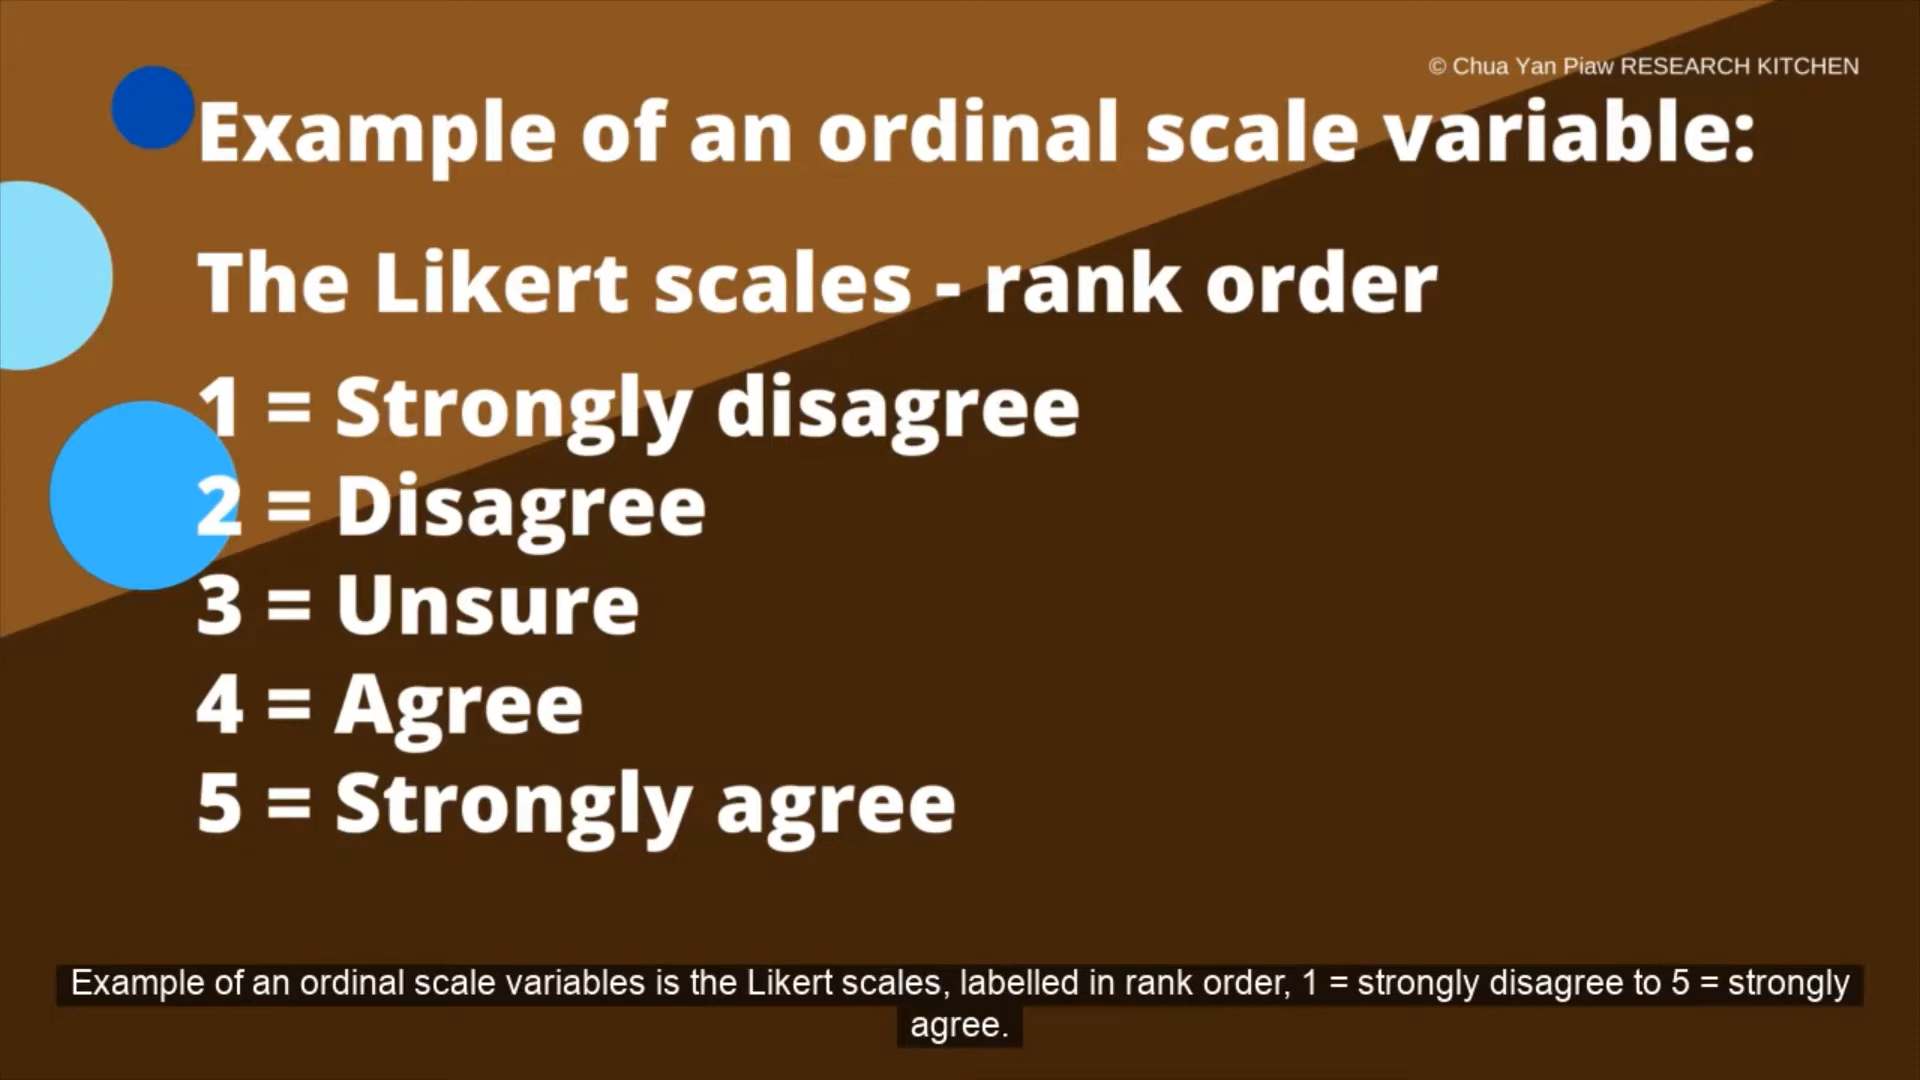 © Chua Yan Piaw RESEARCH KITCHEN
Example of an ordinal scale variable:
The Likert scales - rank order
1 = Strongly disagree
2 = Disagree
3 = Unsure
4 = Agree
5 = Strongly agree
Example of an ordinal scale variables is the Likert scales, labelled in rank order, 1 = strongly disagree to 5 = strongly
agree.